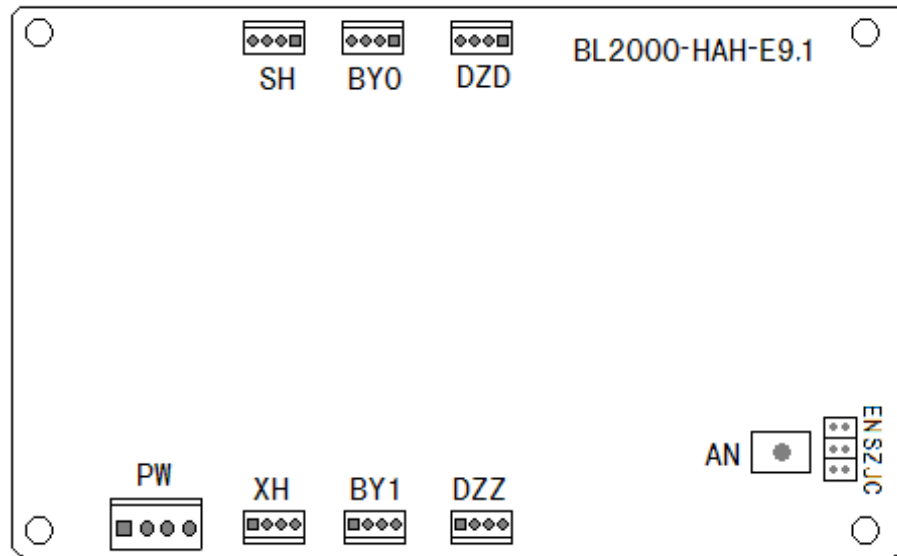 BL2000-HAH-E9.1
SH BY0 DZD
EN
SZ
JC
AN
PW
XH BY1 DZZ